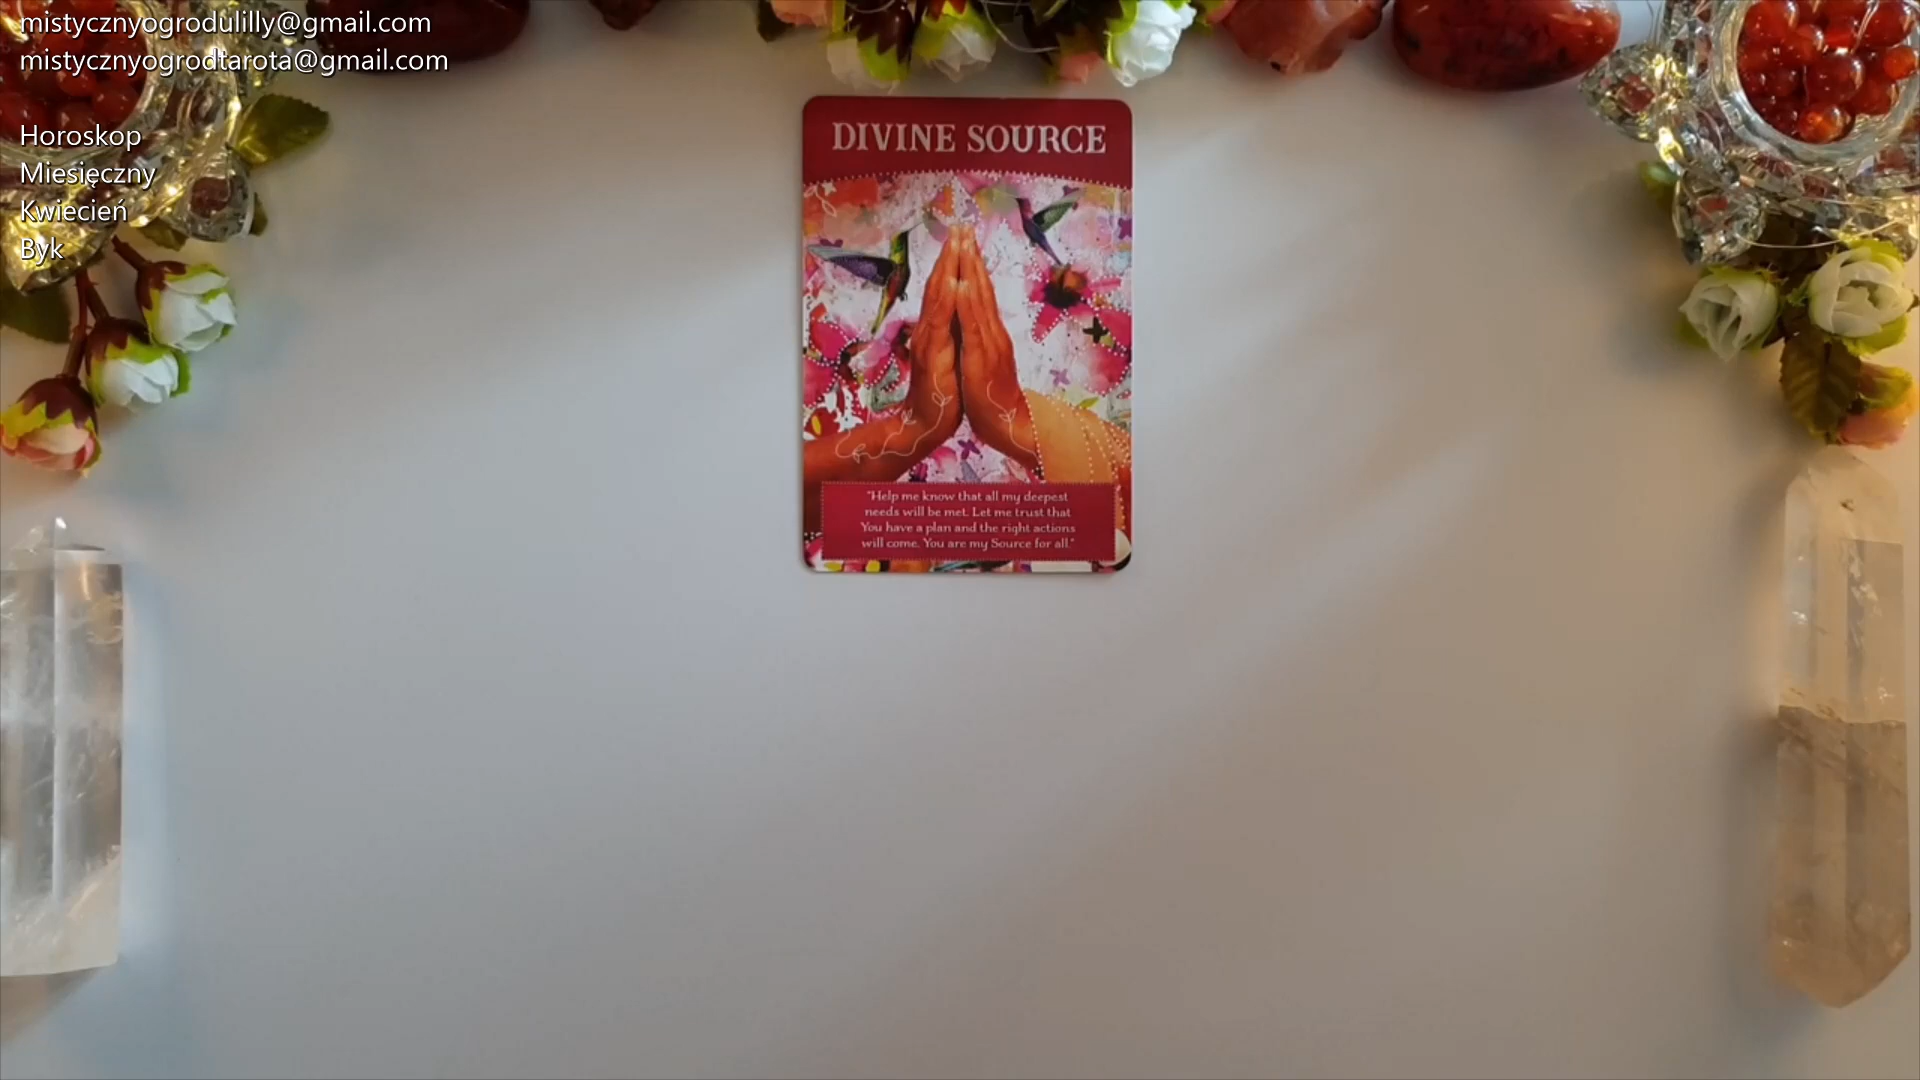 mistycznyogrodulilly@gmail.com
mistycznyogrodtarota@gmail.com
Horoskop
Miesięczny
Kwiecień
Byk
DIVINE SOURCE
"Help me know that all my deepest
needs will be met. Let me trust that
You have a plan and the right actions
will come. You are my Source for all."